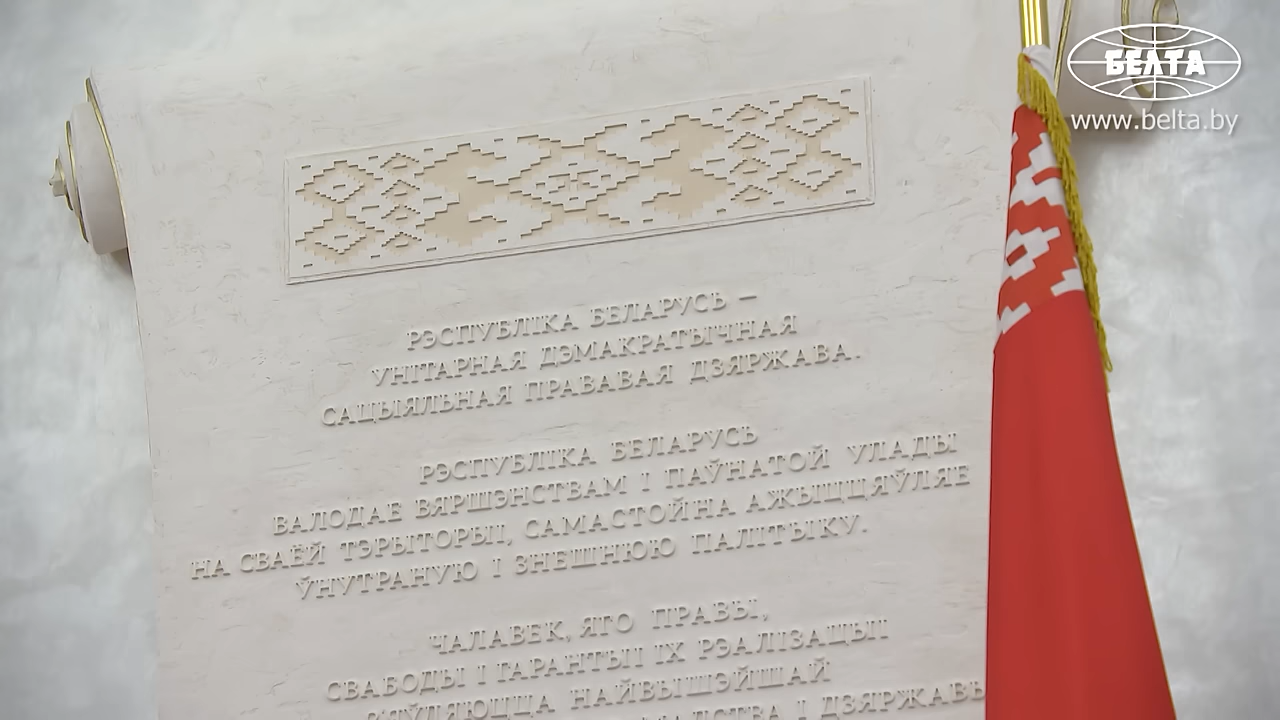 БЕЛТА
www.belta.by
РЭСПУБЛІКА БЕЛАРУСЬ –
УНІТАРНАЯ ДЭМАКРАТЫЧНАЯ
САЦЫЯЛЬНАЯ ПРАВАВАЯ ДЗЯРЖАВА.
РЭСПУБЛІКА БЕЛАРУСЬ
ВАЛОДАЕ ВЯРШЭНСТВАМ І ПАЎНАТОЙ УЛАДЫ
НА СВАЁЙ ТЭРЫТОРЫІ, САМАСТОЙНА АЖЫЦЦЯЎЛЯЕ
ЎНУТРАНУЮ І ЗНЕШНЮЮ ПАЛІТЫКУ.
ЧАЛАВЕК, ЯГО ПРАВЫ,
СВАБОДЫ І ГАРАНТЫІ ІХ РЭАЛІЗАЦЫІ
НАЙВЫШЭЙШАЙ
І ДЗЯРЖАВЫ